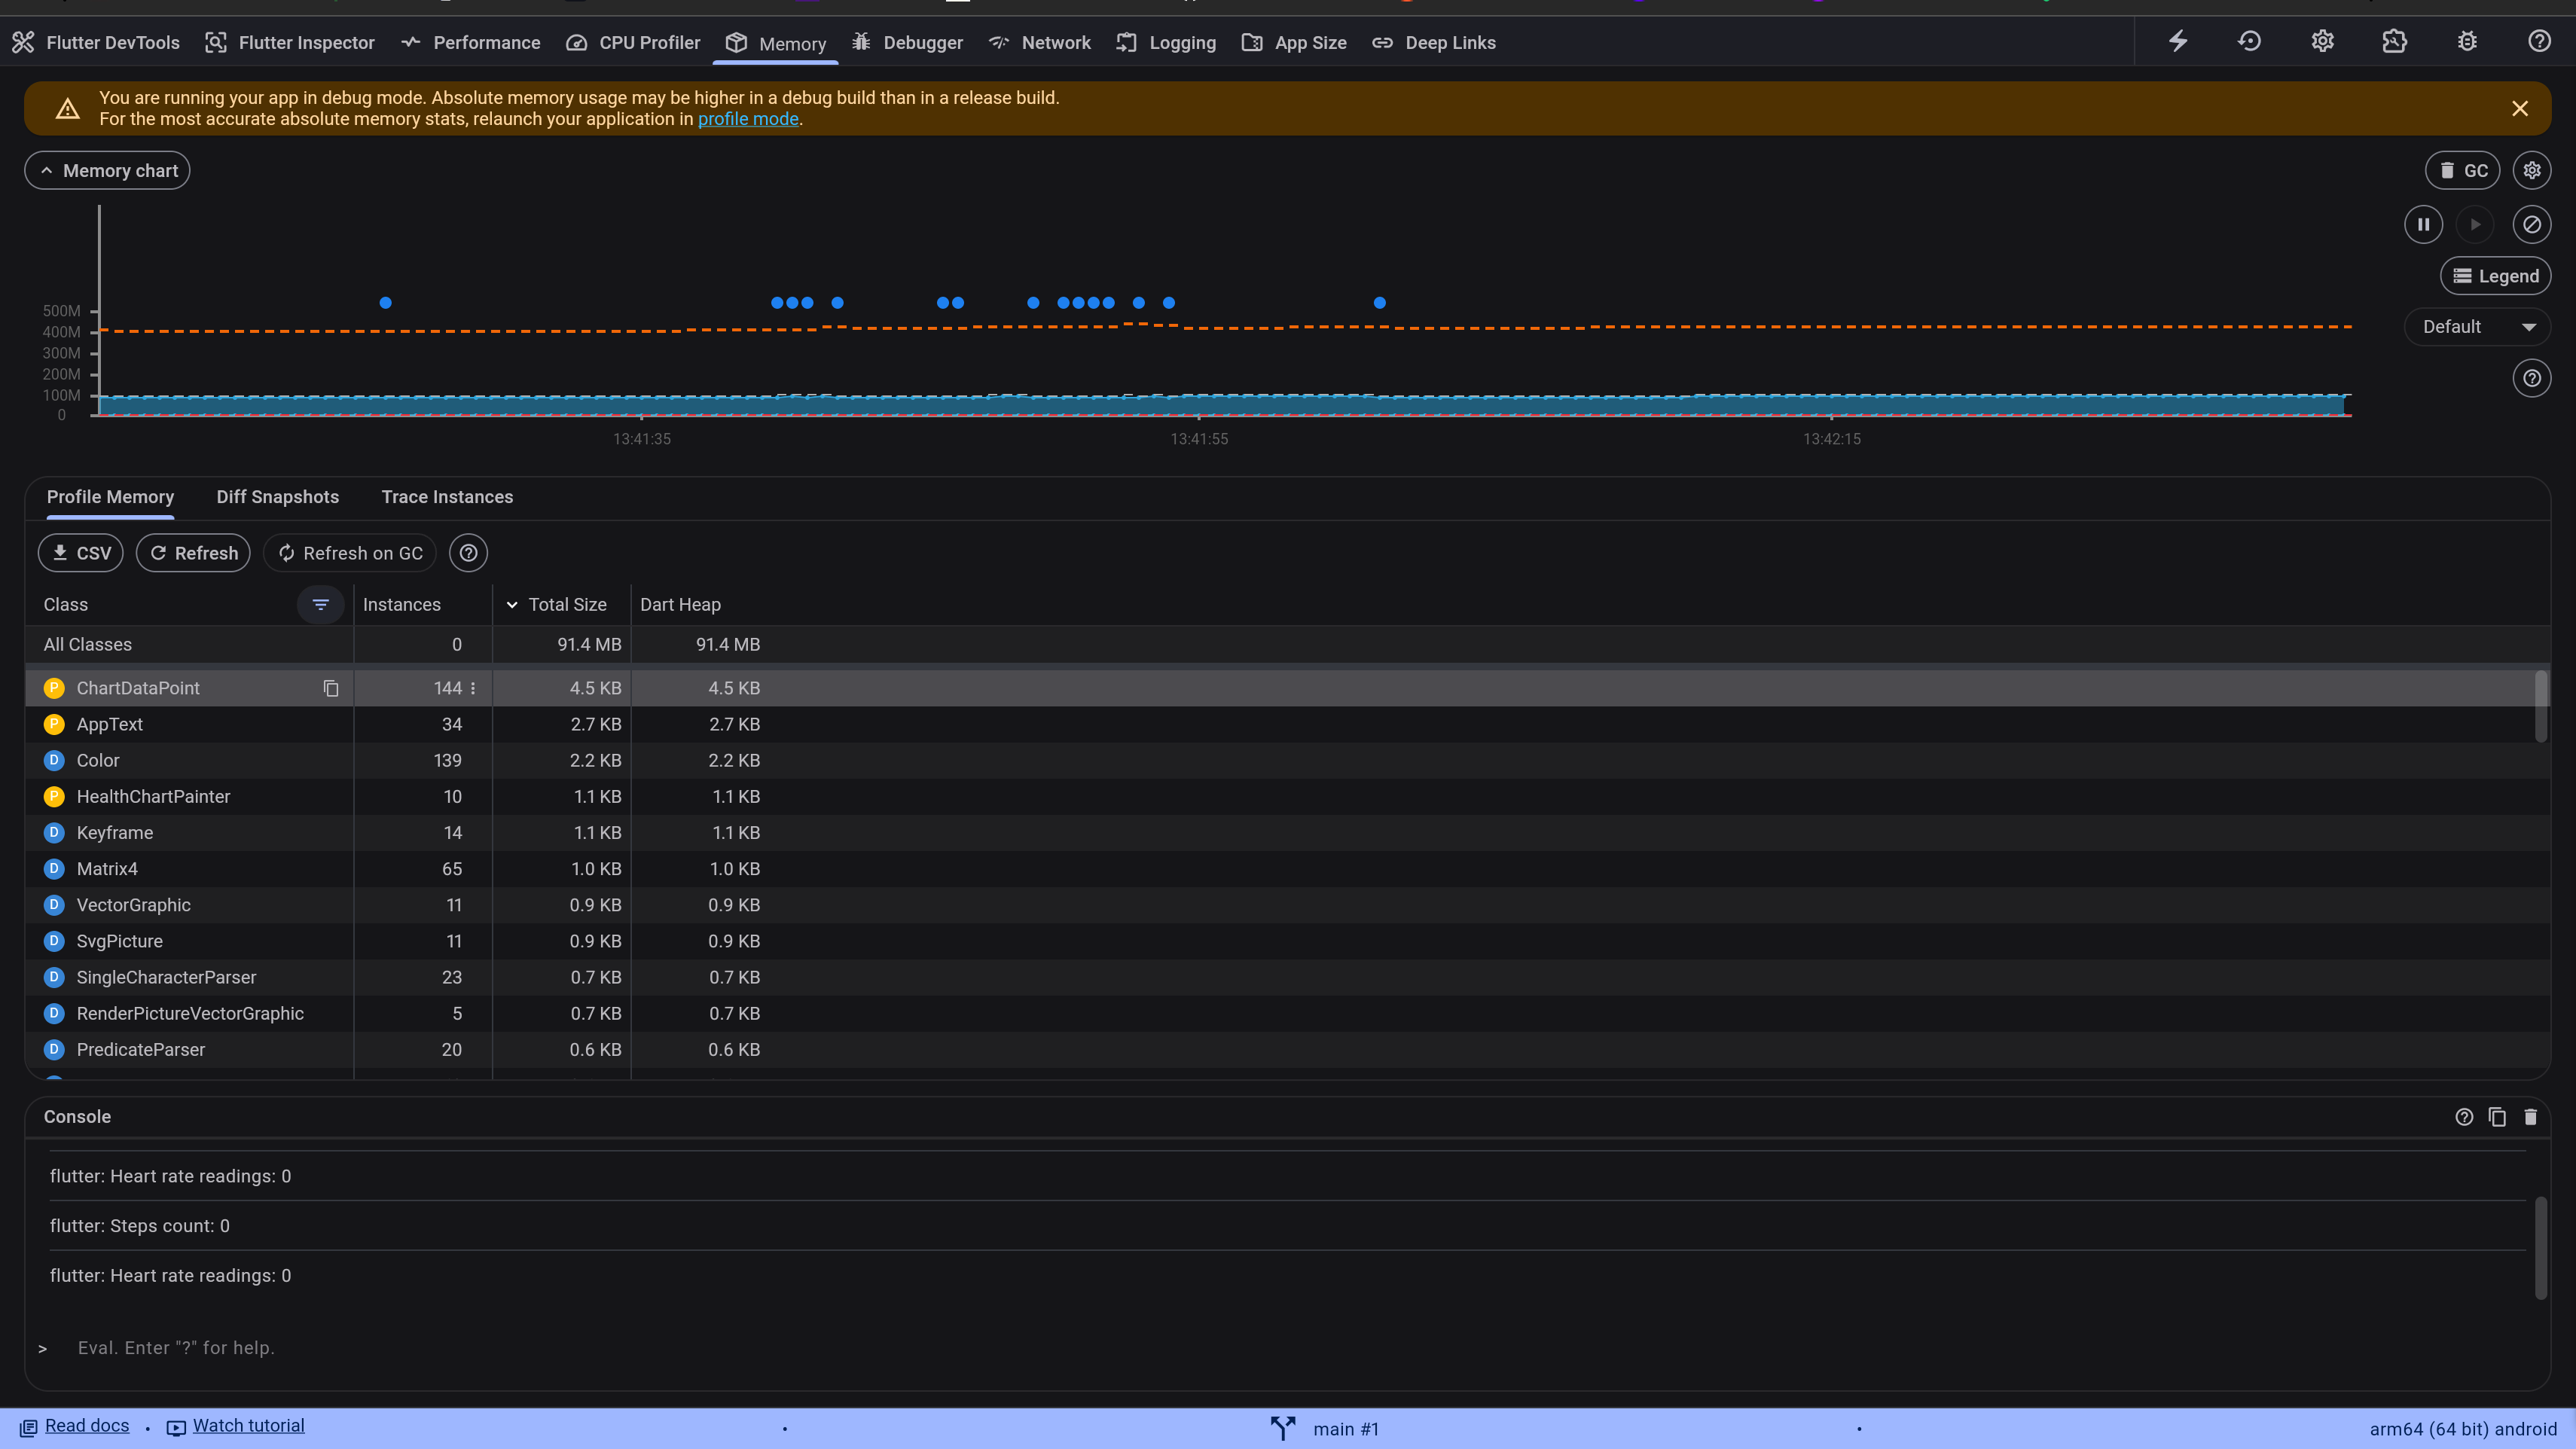 Flutter DevTools Flutter Inspector Performance CPU Profiler Memory Debugger Network Logging App Size Deep Links
You are running your app in debug mode. Absolute memory usage may be higher in a debug build than in a release build.
For the most accurate absolute memory stats, relaunch your application in profile mode.
Memory chart GC
Legend
Default
500M
400M
300M
200M
100M
0
13:41:35 13:41:55 13:42:15
Profile Memory Diff Snapshots Trace Instances
CSV Refresh Refresh on GC
Class Instances Total Size Dart Heap
All Classes 0 91.4 MB 91.4 MB
P ChartDataPoint 144 4.5 KB 4.5 KB
P AppText 34 2.7 KB 2.7 KB
D Color 139 2.2 KB 2.2 KB
P HealthChartPainter 10 1.1 KB 1.1 KB
D Keyframe 14 1.1 KB 1.1 KB
D Matrix4 65 1.0 KB 1.0 KB
D VectorGraphic 11 0.9 KB 0.9 KB
D SvgPicture 11 0.9 KB 0.9 KB
D SingleCharacterParser 23 0.7 KB 0.7 KB
D RenderPictureVectorGraphic 5 0.7 KB 0.7 KB
D PredicateParser 20 0.6 KB 0.6 KB
Console
flutter: Heart rate readings: 0
flutter: Steps count: 0
flutter: Heart rate readings: 0
> Eval. Enter "?" for help.
Read docs • Watch tutorial • main #1 • arm64 (64 bit) android